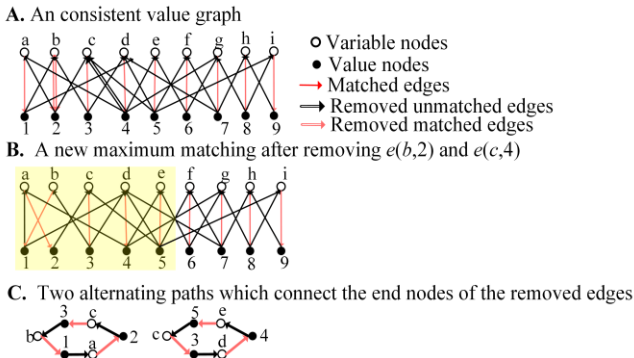 A. An consistent value graph
a b c d e f g h i
Variable nodes
Value nodes
Matched edges
Removed unmatched edges
Removed matched edges
1 2 3 4 5 6 7 8 9
B. A new maximum matching after removing e(b,2) and e(c,4)
a b c d e f g h i
1 2 3 4 5 6 7 8 9
C. Two alternating paths which connect the end nodes of the removed edges
3 c 5 e
b 2 c 4
1 a 3 d